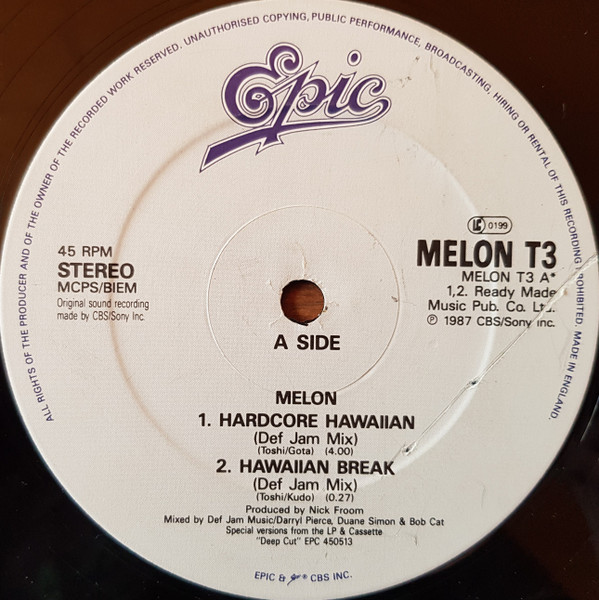 ALL RIGHTS OF THE PRODUCER AND OF THE OWNER OF THE RECORDED WORK RESERVED. UNAUTHORISED COPYING, PUBLIC PERFORMANCE, BROADCASTING, HIRING OR RENTAL OF THIS RECORDING PROHIBITED. MADE IN ENGLAND.
Epic
LC 0199
45 RPM
STEREO
MCPS/BIEM
Original sound recording
made by CBS/Sony Inc.
MELON T3
MELON T3 A*
1,2. Ready Made
Music Pub. Co. Ltd.
℗ 1987 CBS/Sony Inc.
A SIDE
MELON
1. HARDCORE HAWAIIAN
(Def Jam Mix)
(Toshi/Gota) (4.00)
2. HAWAIIAN BREAK
(Def Jam Mix)
(Toshi/Kudo) (0.27)
Produced by Nick Froom
Mixed by Def Jam Music/Darryl Pierce, Duane Simon & Bob Cat
Special versions from the LP & Cassette
"Deep Cut" EPC 450513
EPIC & ® CBS INC.